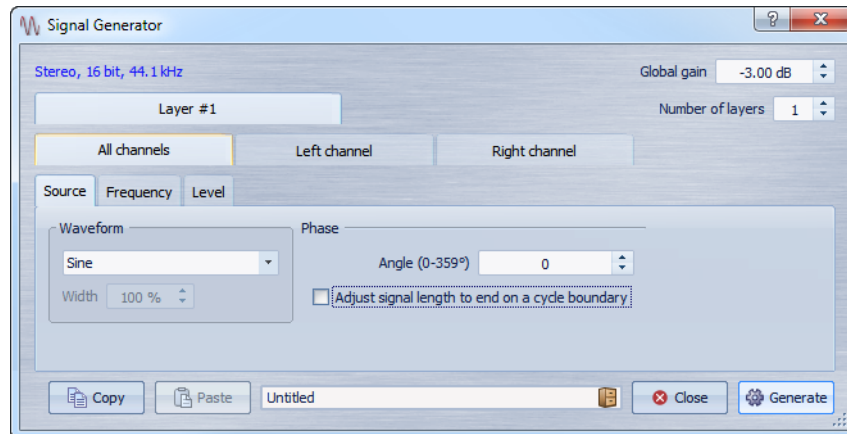 Signal Generator
?
Stereo, 16 bit, 44.1 kHz
Global gain -3.00 dB
Layer #1
Number of layers 1
All channels Left channel Right channel
Source Frequency Level
Waveform Phase
Sine Angle (0-359º) 0
Width 100 % Adjust signal length to end on a cycle boundary
Copy Paste Untitled Close Generate